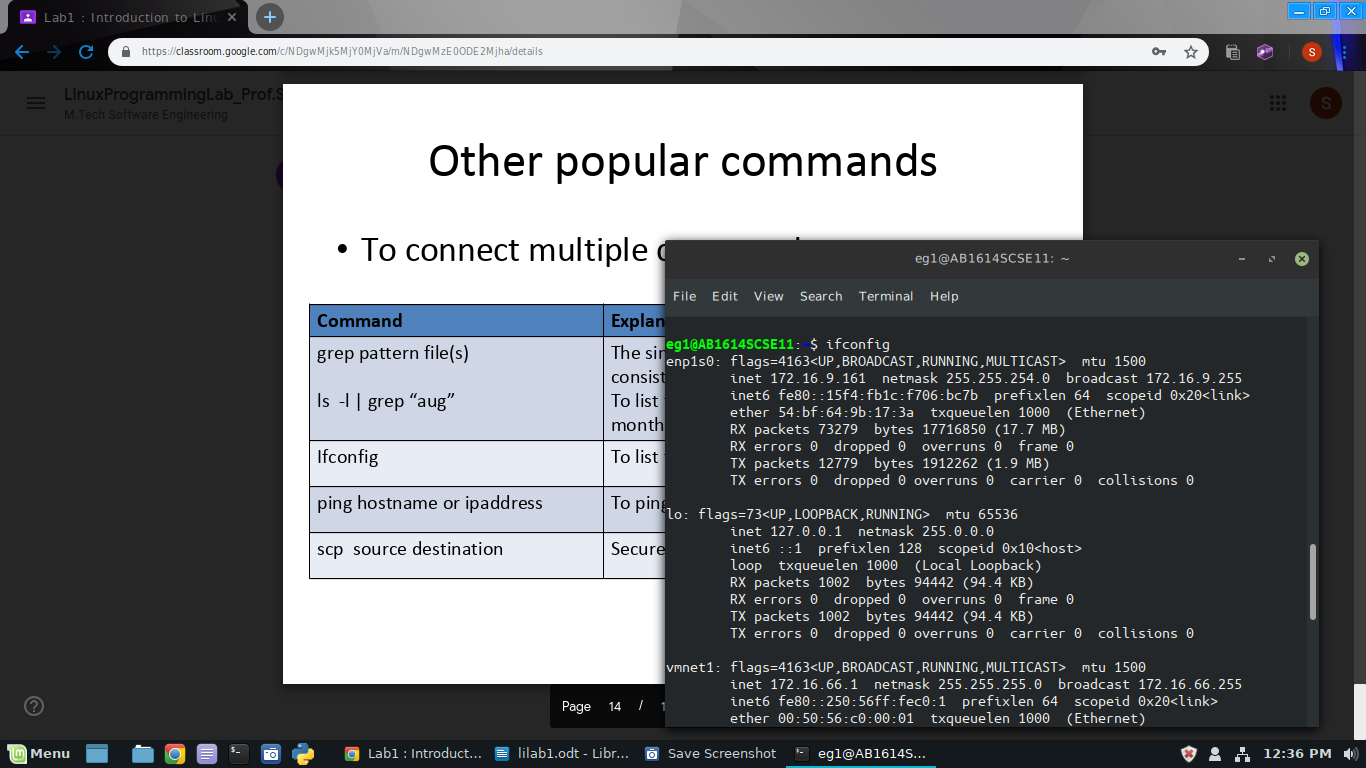 Lab1 : Introduction to Linu
https://classroom.google.com/c/NDgwMjk5MjY0MjVa/m/NDgwMzE0ODE2Mjha/details
S
LinuxProgrammingLab_Prof.S
M.Tech Software Engineering
S
Other popular commands
• To connect multiple
Command
Explan
grep pattern file(s)
ls -l | grep “aug”
The sim
consist
To list
month
Ifconfig
To list
ping hostname or ipaddress
To ping
scp source destination
Secure
Page 14 /
eg1@AB1614SCSE11: ~
File Edit View Search Terminal Help
eg1@AB1614SCSE11:~$ ifconfig
enp1s0: flags=4163<UP,BROADCAST,RUNNING,MULTICAST> mtu 1500
inet 172.16.9.161 netmask 255.255.254.0 broadcast 172.16.9.255
inet6 fe80::15f4:fb1c:f706:bc7b prefixlen 64 scopeid 0x20<link>
ether 54:bf:64:9b:17:3a txqueuelen 1000 (Ethernet)
RX packets 73279 bytes 17716850 (17.7 MB)
RX errors 0 dropped 0 overruns 0 frame 0
TX packets 12779 bytes 1912262 (1.9 MB)
TX errors 0 dropped 0 overruns 0 carrier 0 collisions 0
lo: flags=73<UP,LOOPBACK,RUNNING> mtu 65536
inet 127.0.0.1 netmask 255.0.0.0
inet6 ::1 prefixlen 128 scopeid 0x10<host>
loop txqueuelen 1000 (Local Loopback)
RX packets 1002 bytes 94442 (94.4 KB)
RX errors 0 dropped 0 overruns 0 frame 0
TX packets 1002 bytes 94442 (94.4 KB)
TX errors 0 dropped 0 overruns 0 carrier 0 collisions 0
vmnet1: flags=4163<UP,BROADCAST,RUNNING,MULTICAST> mtu 1500
inet 172.16.66.1 netmask 255.255.255.0 broadcast 172.16.66.255
inet6 fe80::250:56ff:fec0:1 prefixlen 64 scopeid 0x20<link>
ether 00:50:56:c0:00:01 txqueuelen 1000 (Ethernet)
Menu
Lab1 : Introduct...
lilab1.odt - Libr...
Save Screenshot
eg1@AB1614S...
12:36 PM